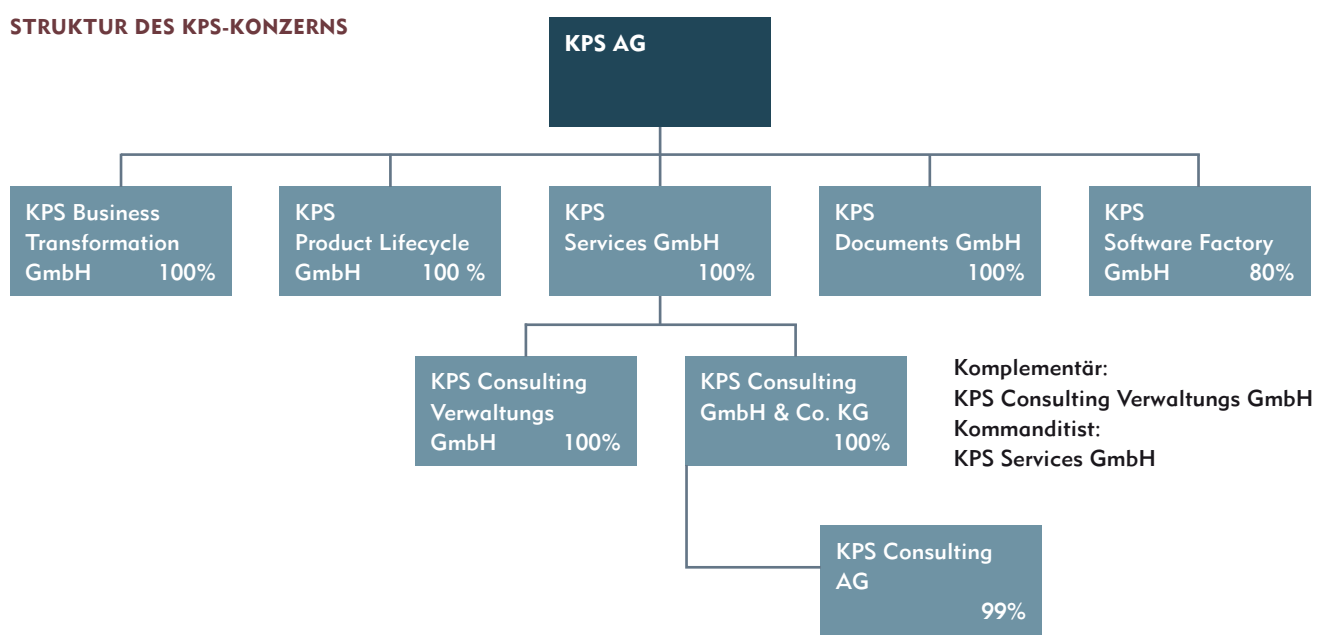 STRUKTUR DES KPS-KONZERNS
KPS AG
KPS Business
Transformation
GmbH 100%
KPS
Product Lifecycle
GmbH 100 %
KPS
Services GmbH
100%
KPS
Documents GmbH
100%
KPS
Software Factory
GmbH 80%
KPS Consulting
Verwaltungs
GmbH 100%
KPS Consulting
GmbH & Co. KG
100%
Komplementär:
KPS Consulting Verwaltungs GmbH
Kommanditist:
KPS Services GmbH
KPS Consulting
AG
99%